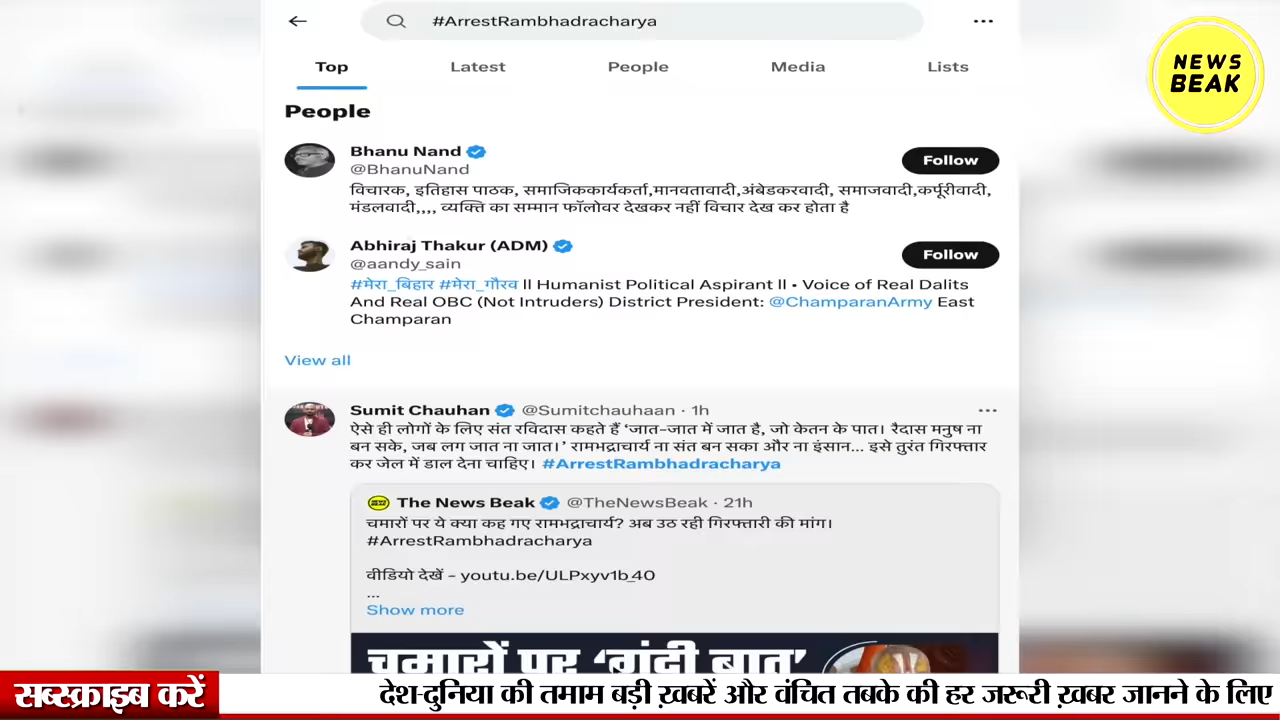 #ArrestRambhadracharya
NEWS
BEAK
Top Latest People Media Lists
People
Bhanu Nand
@BhanuNand
Follow
विचारक, इतिहास पाठक, समाजिककार्यकर्ता,मानवतावादी,अंबेडकरवादी, समाजवादी,कर्पूरीवादी,
मंडलवादी,,,, व्यक्ति का सम्मान फॉलोवर देखकर नहीं विचार देख कर होता है
Abhiraj Thakur (ADM)
@aandy_sain
Follow
#मेरा_बिहार #मेरा_गौरव ll Humanist Political Aspirant ll • Voice of Real Dalits
And Real OBC (Not Intruders) District President: @ChamparanArmy East
Champaran
View all
Sumit Chauhan @Sumitchauhaan · 1h
ऐसे ही लोगों के लिए संत रविदास कहते हैं ‘जात-जात में जात है, जो केतन के पात। रैदास मनुष ना
बन सके, जब लग जात ना जात।’ रामभद्राचार्य ना संत बन सका और ना इंसान... इसे तुरंत गिरफ्तार
कर जेल में डाल देना चाहिए। #ArrestRambhadracharya
The News Beak @TheNewsBeak · 21h
चमारों पर ये क्या कह गए रामभद्राचार्य? अब उठ रही गिरफ्तारी की मांग।
#ArrestRambhadracharya
वीडियो देखें - youtu.be/ULPxyv1b_40
...
Show more
चमारों पर ‘गंदी बात’
सब्स्क्राइब करें
देश-दुनिया की तमाम बड़ी ख़बरें और वंचित तबके की हर जरूरी ख़बर जानने के लिए